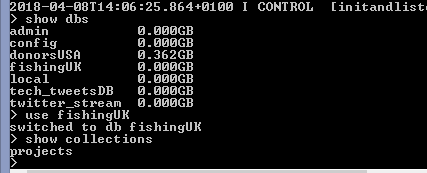 2018-04-08T14:06:25.864+0100 I CONTROL  [initandliste
> show dbs
admin          0.000GB
config         0.000GB
donorsUSA      0.362GB
fishingUK      0.000GB
local          0.000GB
tech_tweetsDB  0.000GB
twitter_stream 0.000GB
> use fishingUK
switched to db fishingUK
> show collections
projects
>